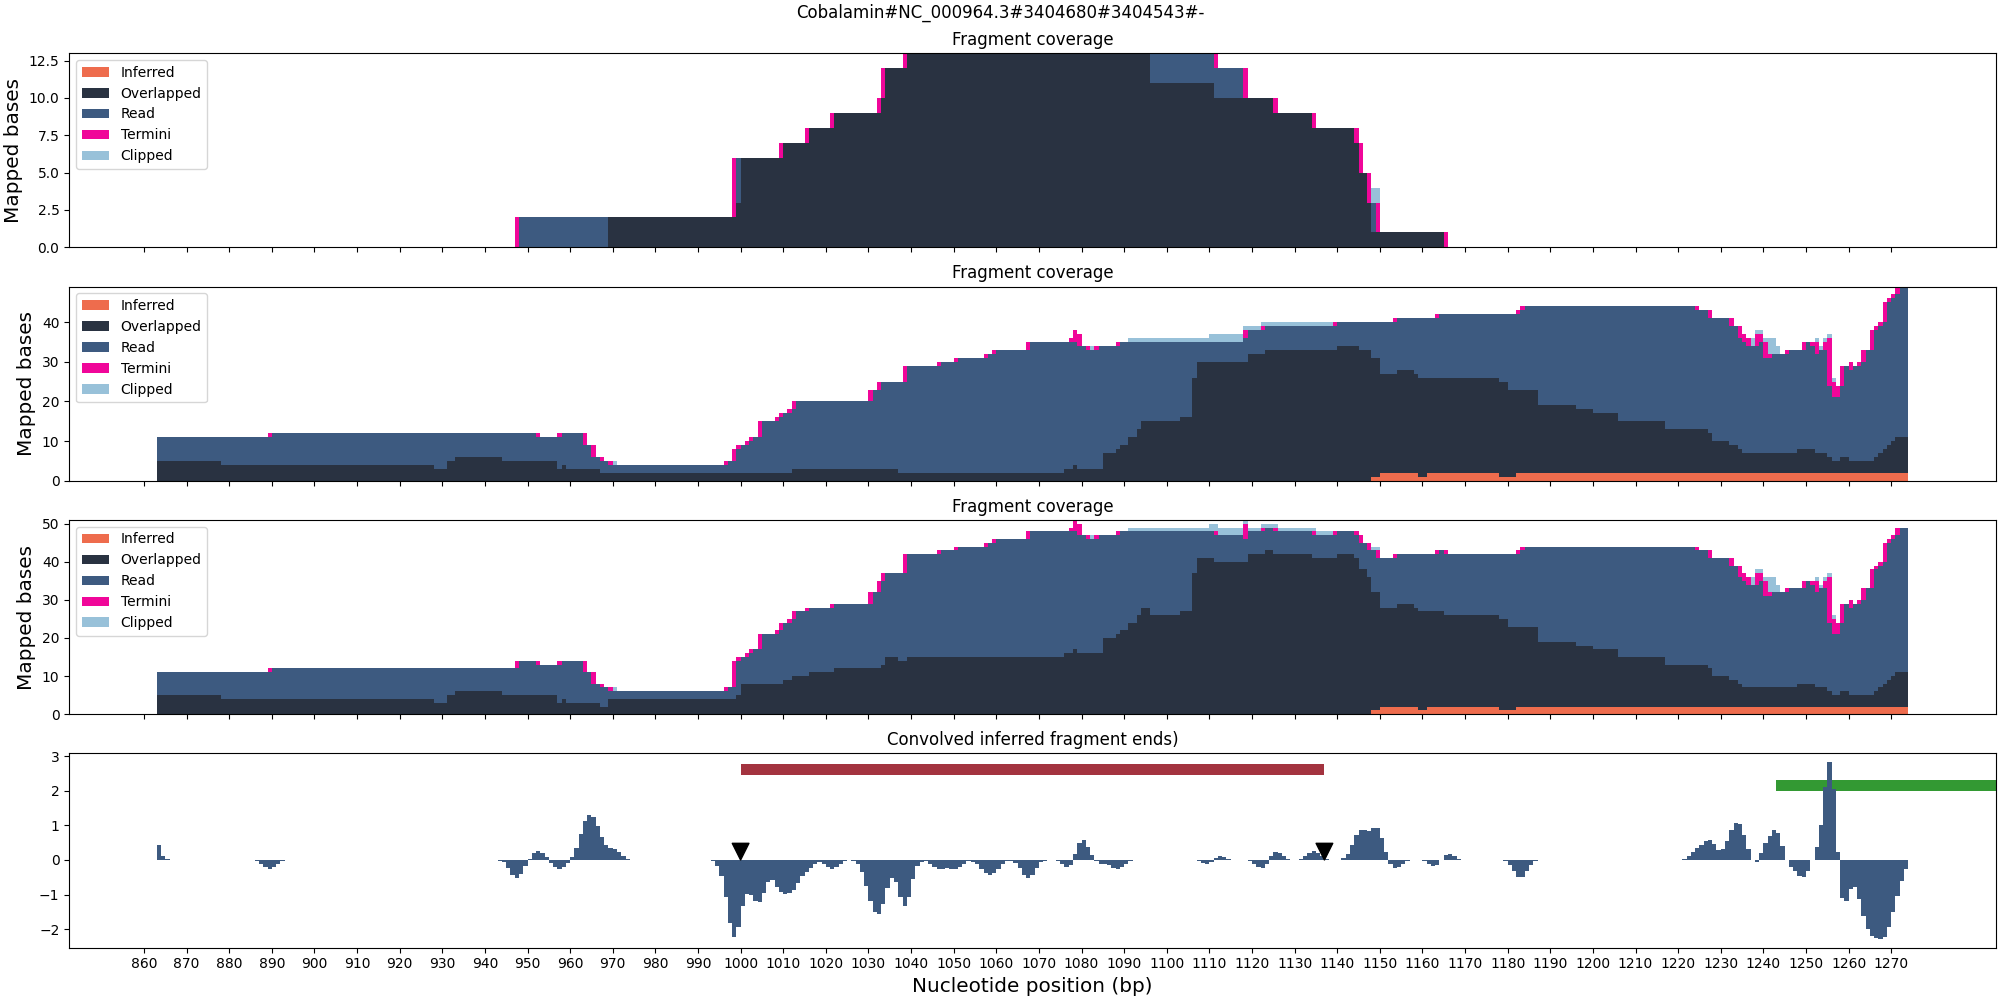 Cobalamin#NC_000964.3#3404680#3404543#-
Fragment coverage
Mapped bases
12.5
10.0
7.5
5.0
2.5
0.0
Inferred
Overlapped
Read
Termini
Clipped
Fragment coverage
Mapped bases
40
30
20
10
0
Inferred
Overlapped
Read
Termini
Clipped
Fragment coverage
Mapped bases
50
40
30
20
10
0
Inferred
Overlapped
Read
Termini
Clipped
Convolved inferred fragment ends)
3
2
1
0
−1
−2
860 870 880 890 900 910 920 930 940 950 960 970 980 990 1000 1010 1020 1030 1040 1050 1060 1070 1080 1090 1100 1110 1120 1130 1140 1150 1160 1170 1180 1190 1200 1210 1220 1230 1240 1250 1260 1270
Nucleotide position (bp)